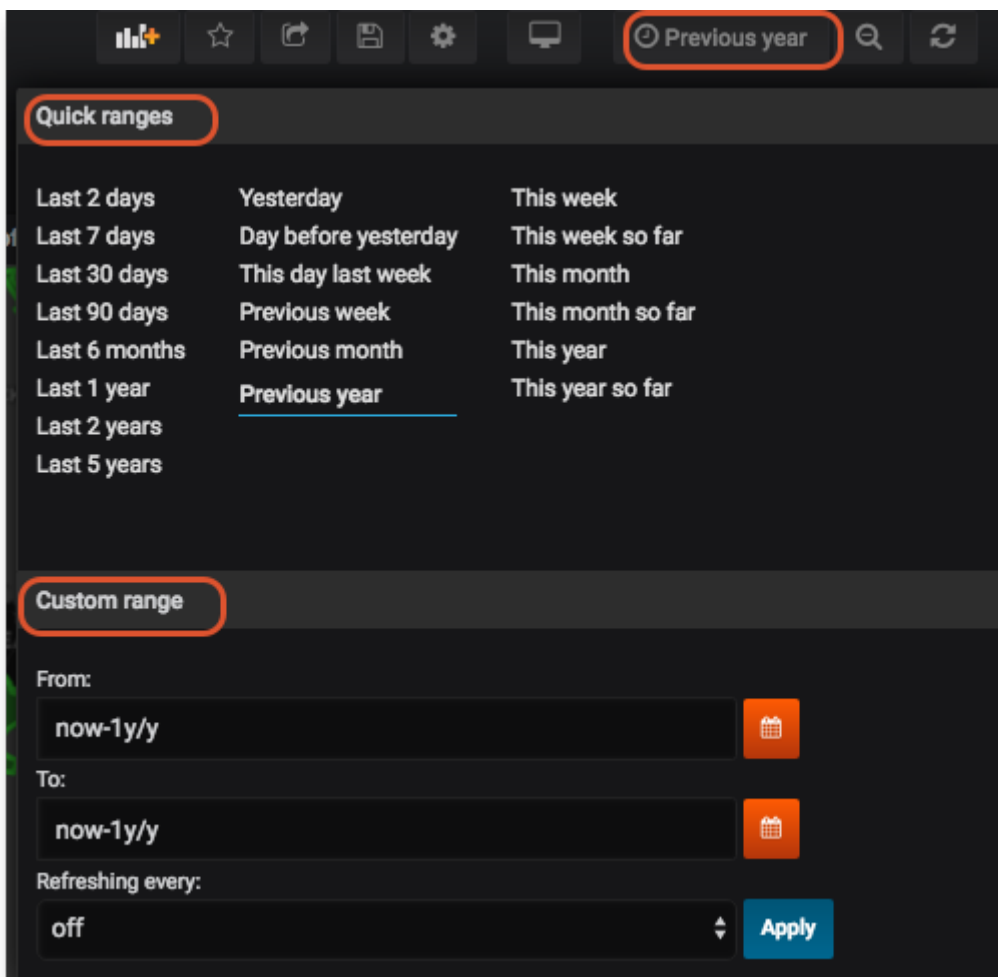 Previous year
Quick ranges
Last 2 days Yesterday This week
Last 7 days Day before yesterday This week so far
Last 30 days This day last week This month
Last 90 days Previous week This month so far
Last 6 months Previous month This year
Last 1 year Previous year This year so far
Last 2 years
Last 5 years
Custom range
From:
now-1y/y
To:
now-1y/y
Refreshing every:
off Apply